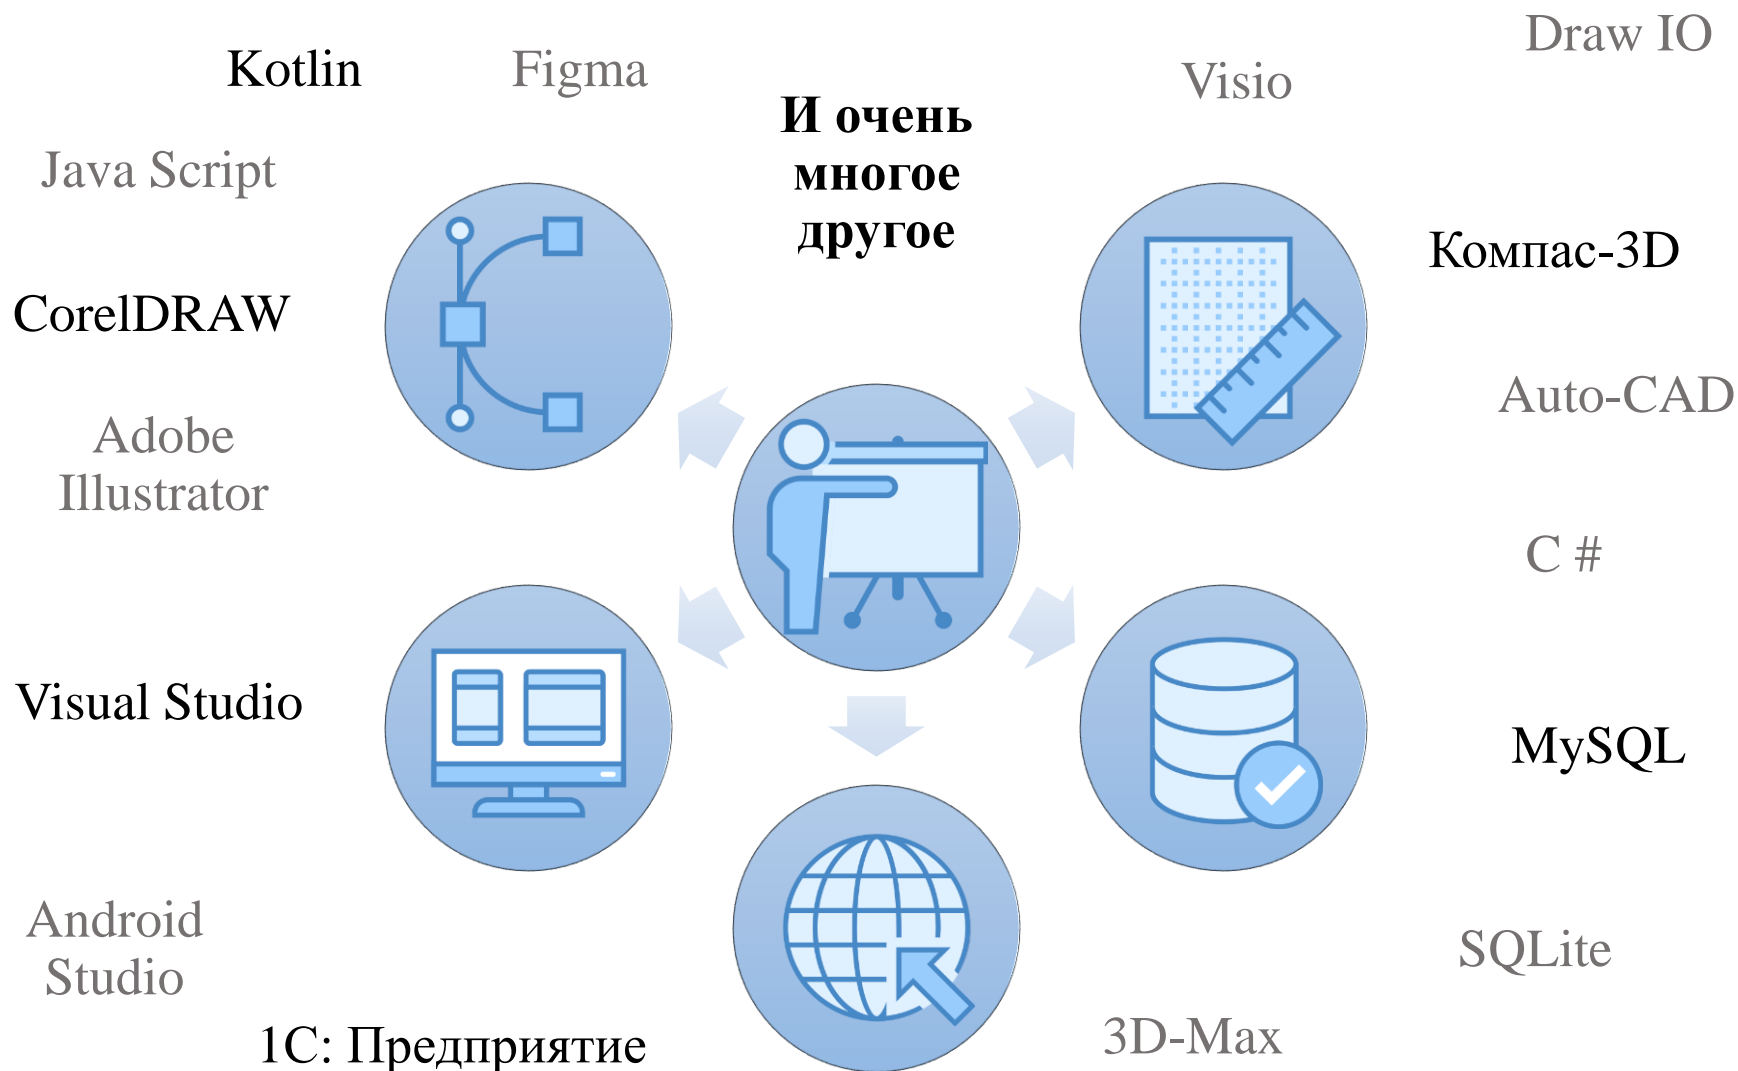 Draw IO
Kotlin
Figma
Visio
И очень
многое
другое
Java Script
Компас-3D
CorelDRAW
Auto-CAD
Adobe
Illustrator
C #
Visual Studio
MySQL
Android
Studio
SQLite
1С: Предприятие
3D-Max